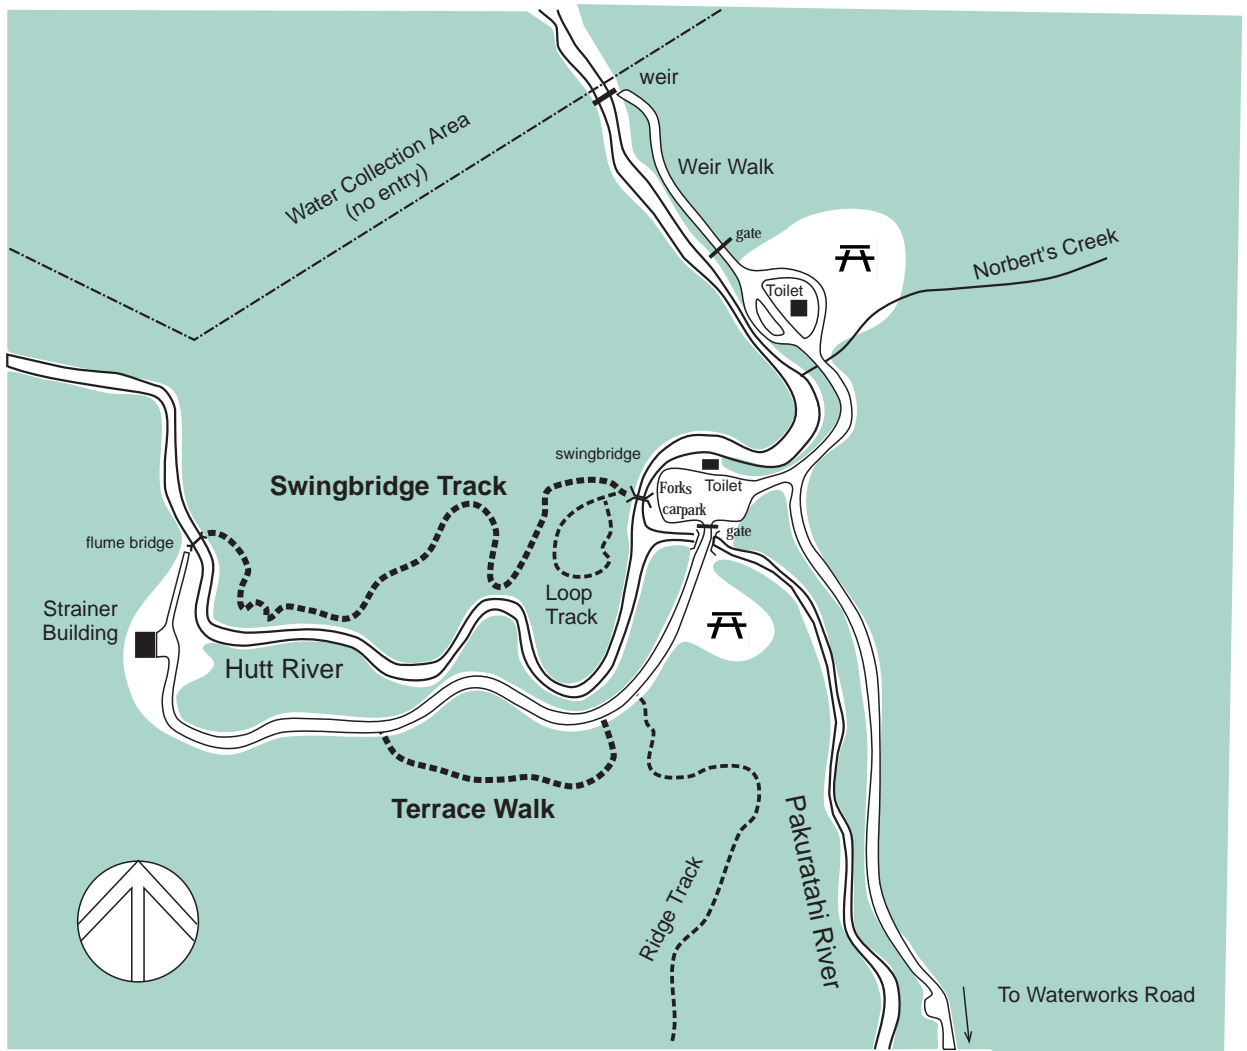 weir
Water Collection Area
(no entry)
Weir Walk
gate
Norbert's Creek
Toilet
swingbridge
Swingbridge Track
Forks
carpark
Toilet
gate
flume bridge
Strainer
Building
Loop
Track
Hutt River
Terrace Walk
Ridge Track
Pakuratahi River
To Waterworks Road